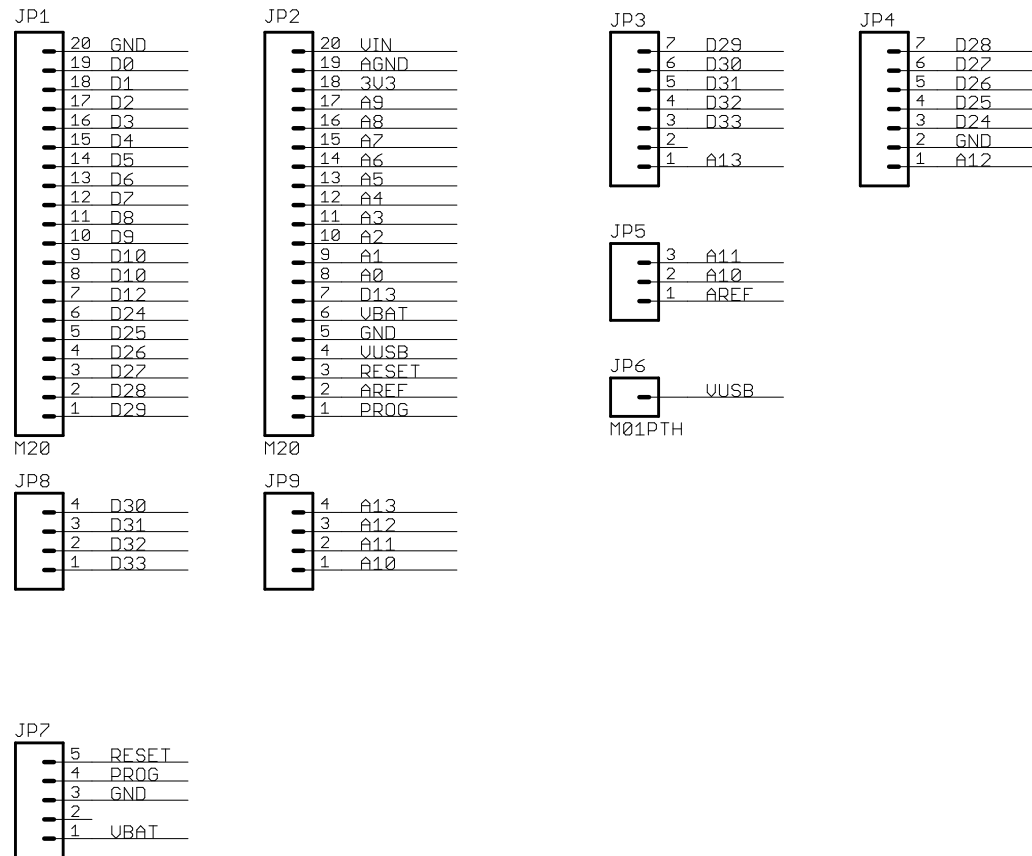 JP1
20 GND
19 D0
18 D1
17 D2
16 D3
15 D4
14 D5
13 D6
12 D7
11 D8
10 D9
9 D10
8 D10
7 D12
6 D24
5 D25
4 D26
3 D27
2 D28
1 D29
M20
JP2
20 VIN
19 AGND
18 3V3
17 A9
16 A8
15 A7
14 A6
13 A5
12 A4
11 A3
10 A2
9 A1
8 A0
7 D13
6 VBAT
5 GND
4 VUSB
3 RESET
2 AREF
1 PROG
M20
JP3
7 D29
6 D30
5 D31
4 D32
3 D33
2
1 A13
JP4
7 D28
6 D27
5 D26
4 D25
3 D24
2 GND
1 A12
JP5
3 A11
2 A10
1 AREF
JP6
VUSB
M01PTH
JP8
4 D30
3 D31
2 D32
1 D33
JP9
4 A13
3 A12
2 A11
1 A10
JP7
5 RESET
4 PROG
3 GND
2
1 VBAT